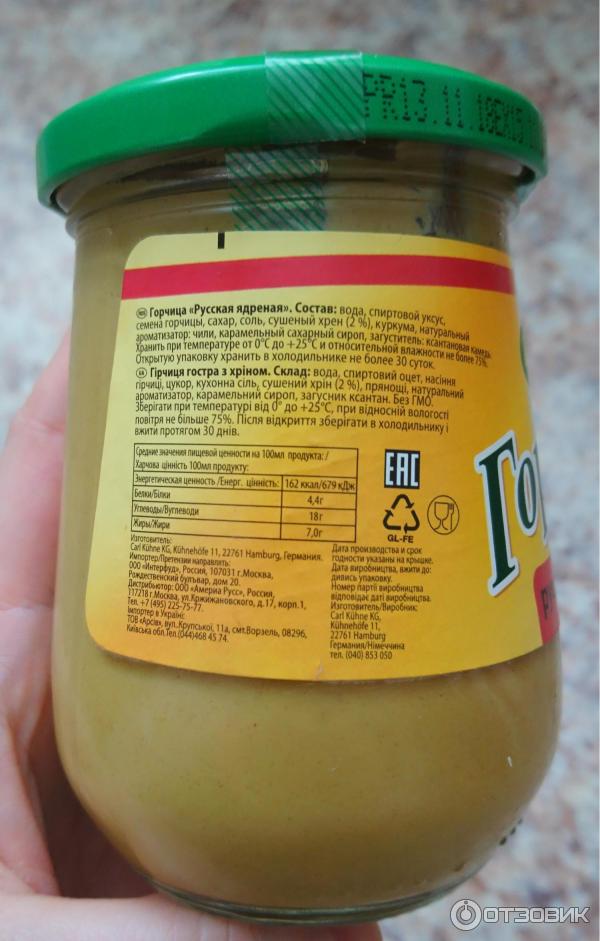 PR13.11.18EX15.
Горчица «Русская ядреная». Состав: вода, спиртовой уксус,
семена горчицы, сахар, соль, сушеный хрен (2 %), куркума, натуральный
ароматизатор: чили, карамельный сахарный сироп, загуститель: ксантановая камедь.
Хранить при температуре от 0°С до +25°С и относительной влажности не более 75%.
Открытую упаковку хранить в холодильнике не более 30 суток.
Гірчиця гостра з хріном. Склад: вода, спиртовий оцет, насіння
гірчиці, цукор, кухонна сіль, сушений хрін (2 %), прянощі, натуральний
ароматизатор, карамелний сироп, загусник ксантан. Без ГМО.
Зберігати при температурі від 0° до +25°С, при відносній вологості
повітря не більше 75%. Після відкриття зберігати в холодильнику і
вжити протягом 30 днів.
Средние значения пищевой ценности на 100мл продукта: /
Харчова цінність 100мл продукту:
Энергетическая ценность /Енерг. цінність: 162 ккал/679 кДж
Белки/Білки 4,4г
Углеводы/Вуглеводи 18г
Жиры/Жири 7,0г
EAC
GL-FE
Изготовитель:
Carl Kühne KG, Kühnehöfe 11, 22761 Hamburg, Германия.
Импортер/Претензии направлять:
ООО «Интерфуд», Россия, 107031 г.Москва,
Рождественский бульвар, дом 20.
Дистрибьютор: ООО «Америа Русс», Россия,
117218 г.Москва, ул.Кржижановского, д.17, корп.1,
Тел. +7 (495) 225-75-77.
Імпортер в Україні:
ТОВ «Арсів», вул.Крупської, 11а, смт.Ворзель, 08296,
Київська обл.Тел.(044)468 45 74.
Дата производства и срок
годности указаны на крышке.
Дата виробництва, вжити до:
дивись упаковку.
Номер партії виробництва
відповідає даті виробництва.
Изготовитель/Виробник:
Carl Kühne KG,
Kühnehöfe 11,
22761 Hamburg
Германия/Німеччина
тел. (040) 853 050
Гор
ОТЗОВИК